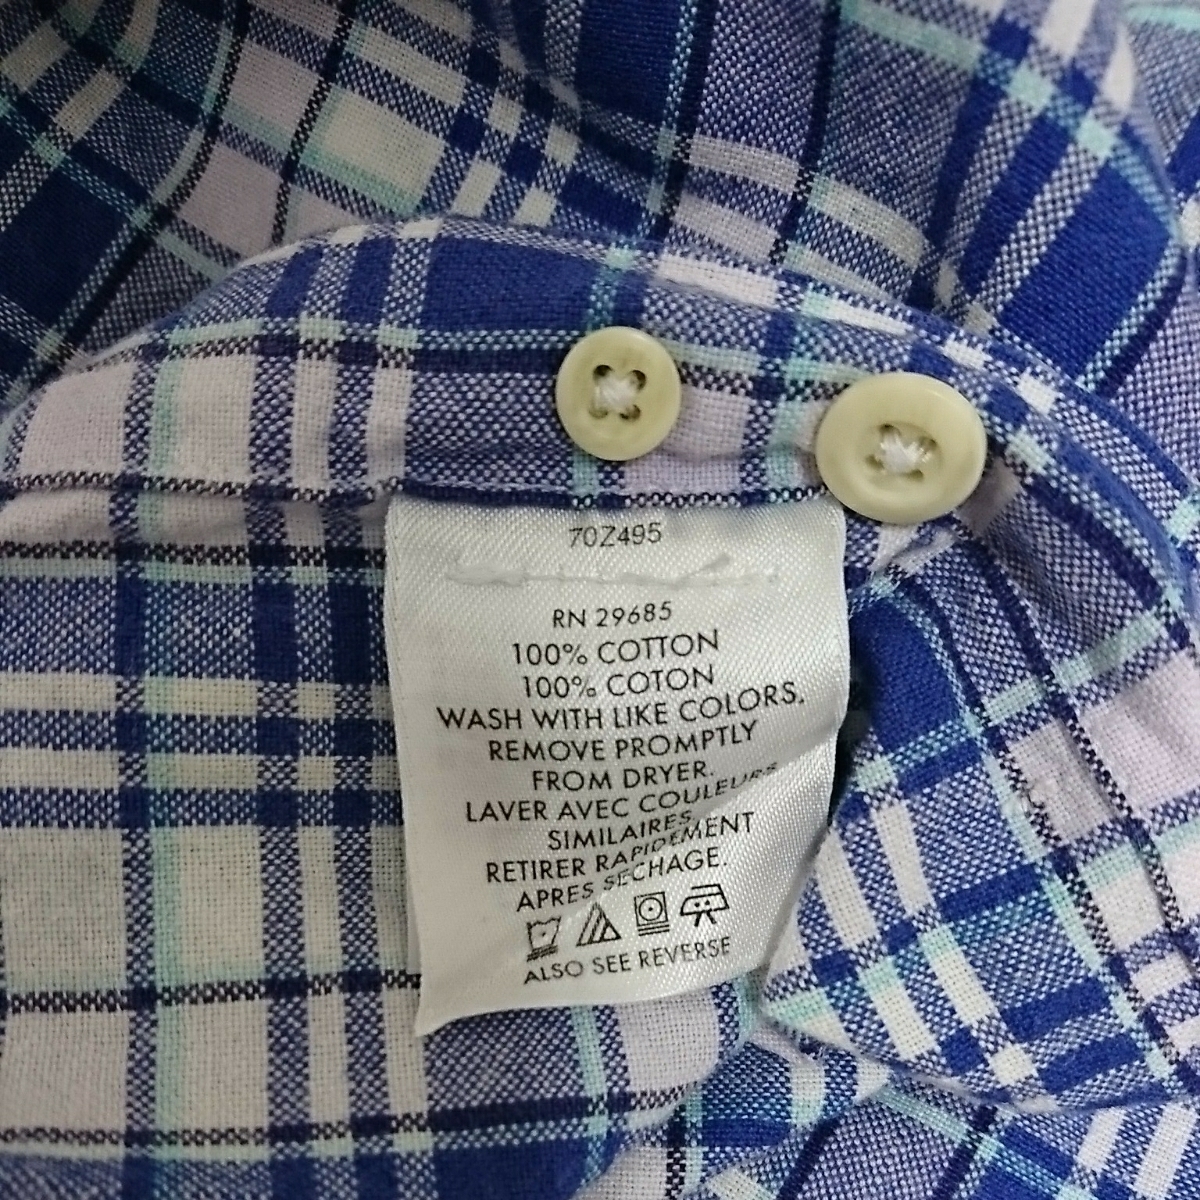 70Z495
RN 29685
100% COTTON
100% COTON
WASH WITH LIKE COLORS.
REMOVE PROMPTLY
FROM DRYER.
LAVER AVEC COULEURS
SIMILAIRES.
RETIRER RAPIDEMENT
APRES SECHAGE.
ALSO SEE REVERSE